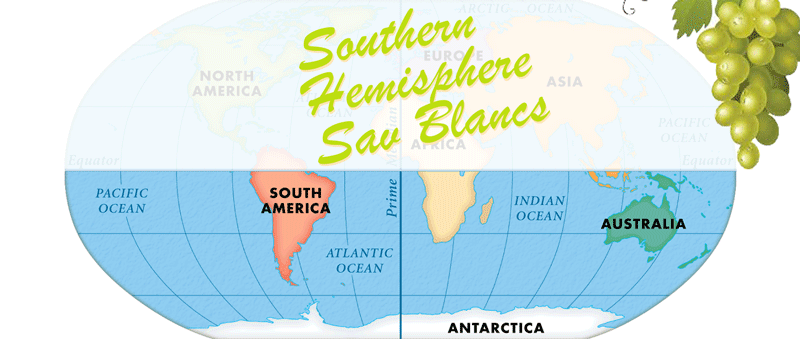 Southern
Hemisphere
Sav Blancs
ARCTIC OCEAN
NORTH
AMERICA
EUROPE
ASIA
AFRICA
PACIFIC
OCEAN
Equator
Equator
Prime Meridian
PACIFIC
OCEAN
SOUTH
AMERICA
ATLANTIC
OCEAN
INDIAN
OCEAN
AUSTRALIA
ANTARCTICA